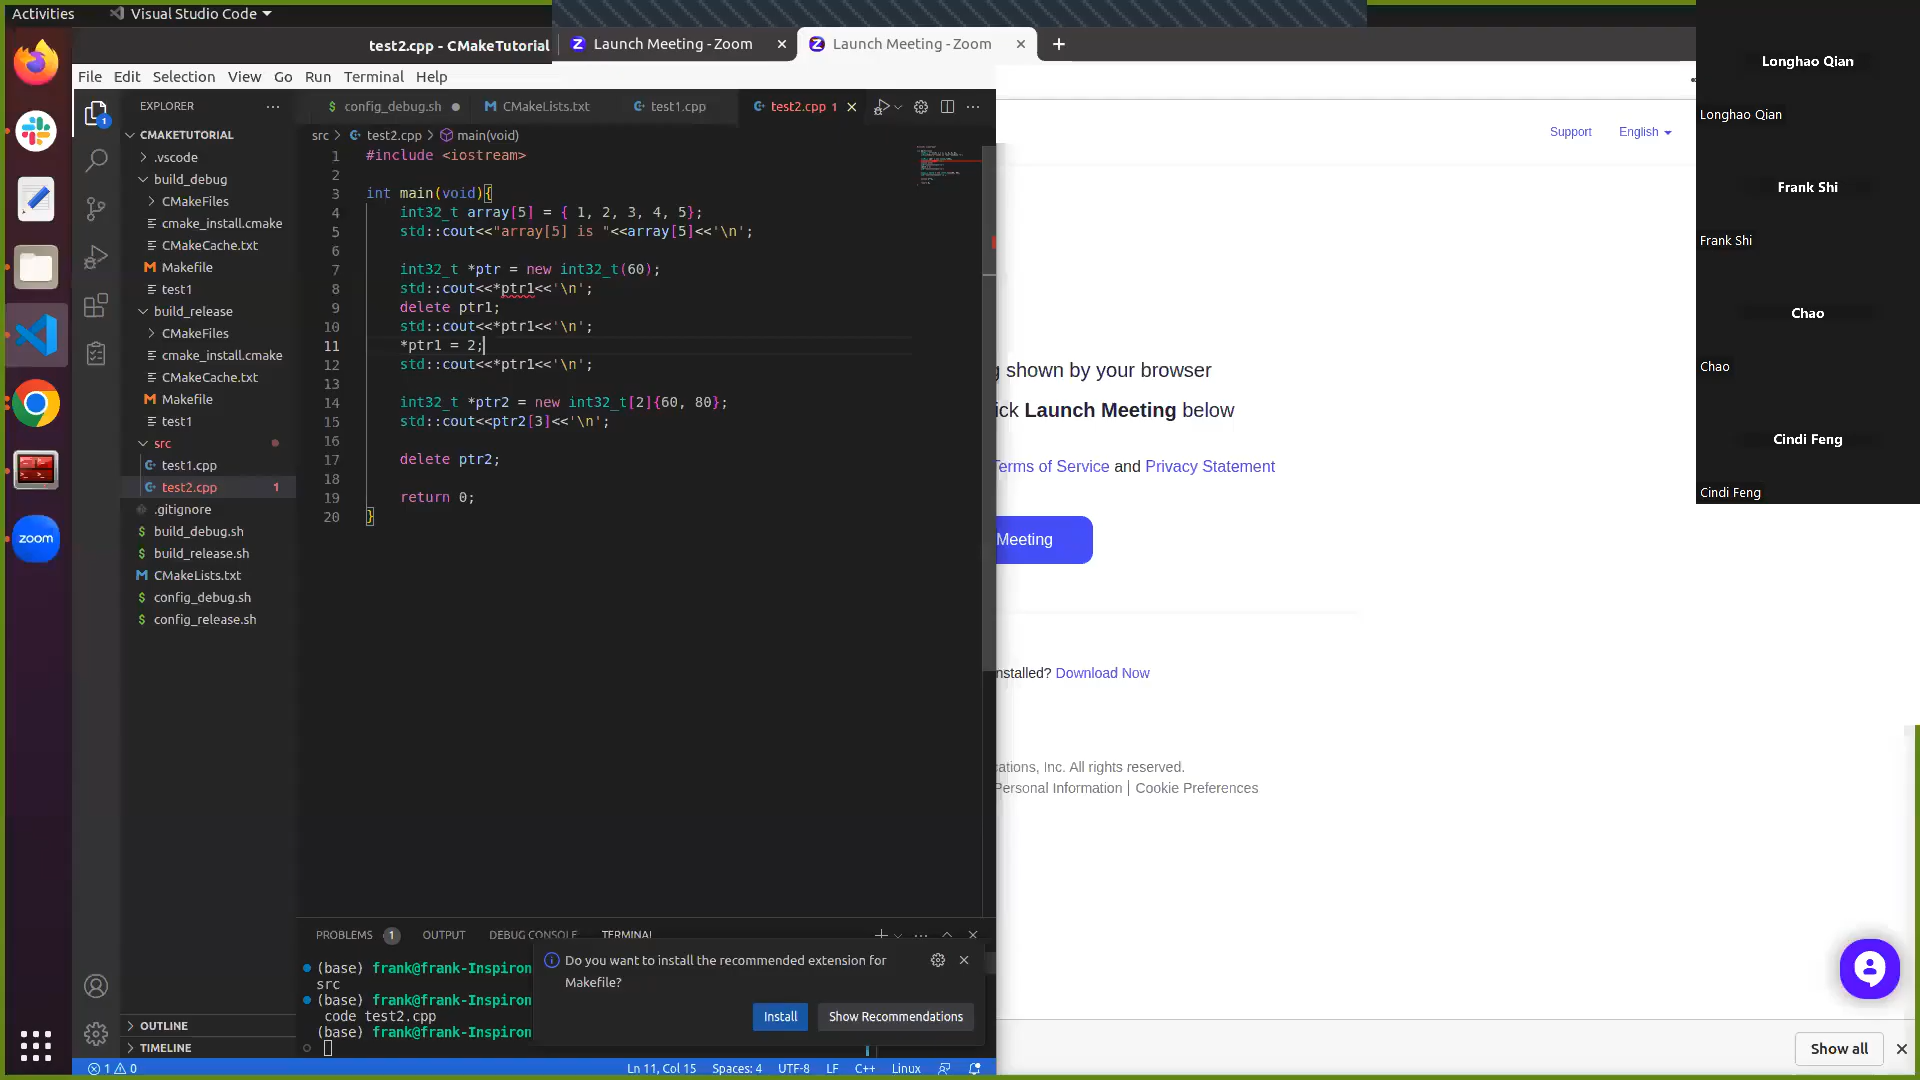 Activities
Visual Studio Code
test2.cpp - CMakeTutorial
Launch Meeting - Zoom
Launch Meeting - Zoom
File Edit Selection View Go Run Terminal Help
EXPLORER
CMAKETUTORIAL
.vscode
build_debug
CMakeFiles
cmake_install.cmake
CMakeCache.txt
Makefile
test1
build_release
CMakeFiles
cmake_install.cmake
CMakeCache.txt
Makefile
test1
src
test1.cpp
test2.cpp 1
.gitignore
build_debug.sh
build_release.sh
CMakeLists.txt
config_debug.sh
config_release.sh
OUTLINE
TIMELINE
1
zoom
config_debug.sh
CMakeLists.txt
test1.cpp
test2.cpp 1
src > test2.cpp > main(void)
1 #include <iostream>
2
3 int main(void){
4 int32_t array[5] = { 1, 2, 3, 4, 5};
5 std::cout<<"array[5] is "<<array[5]<<'\n';
6
7 int32_t *ptr = new int32_t(60);
8 std::cout<<*ptr1<<'\n';
9 delete ptr1;
10 std::cout<<*ptr1<<'\n';
11 *ptr1 = 2;
12 std::cout<<*ptr1<<'\n';
13
14 int32_t *ptr2 = new int32_t[2]{60, 80};
15 std::cout<<ptr2[3]<<'\n';
16
17 delete ptr2;
18
19 return 0;
20 }
PROBLEMS 1 OUTPUT DEBUG CONSOLE TERMINAL
(base) frank@frank-Inspiron
src
(base) frank@frank-Inspiron
code test2.cpp
(base) frank@frank-Inspiron
Do you want to install the recommended extension for
Makefile?
Install
Show Recommendations
1 0
Ln 11, Col 15 Spaces: 4 UTF-8 LF C++ Linux
Support
English
g shown by your browser
ick Launch Meeting below
Terms of Service and Privacy Statement
Meeting
nstalled? Download Now
cations, Inc. All rights reserved.
Personal Information | Cookie Preferences
Show all
Longhao Qian
Longhao Qian
Frank Shi
Frank Shi
Chao
Chao
Cindi Feng
Cindi Feng